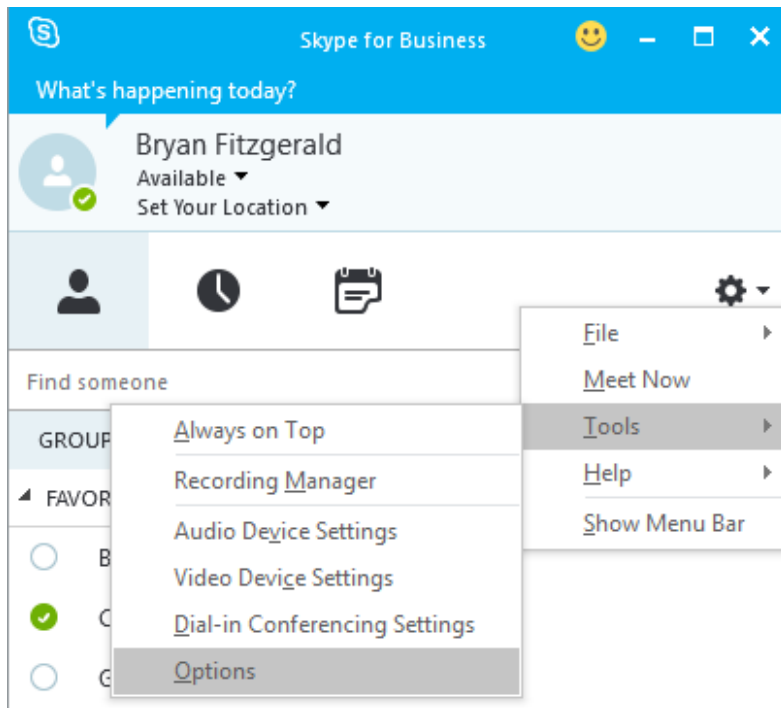 Skype for Business
What's happening today?
Bryan Fitzgerald
Available
Set Your Location
File
Meet Now
Tools
Help
Show Menu Bar
Find someone
GROUP
FAVOR
Always on Top
Recording Manager
Audio Device Settings
Video Device Settings
Dial-in Conferencing Settings
Options
B
C
G